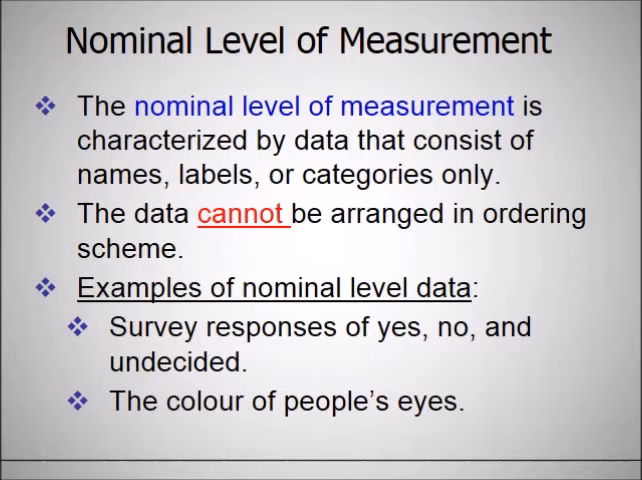 Nominal Level of Measurement
The nominal level of measurement is
characterized by data that consist of
names, labels, or categories only.
The data cannot be arranged in ordering
scheme.
Examples of nominal level data:
Survey responses of yes, no, and
undecided.
The colour of people's eyes.